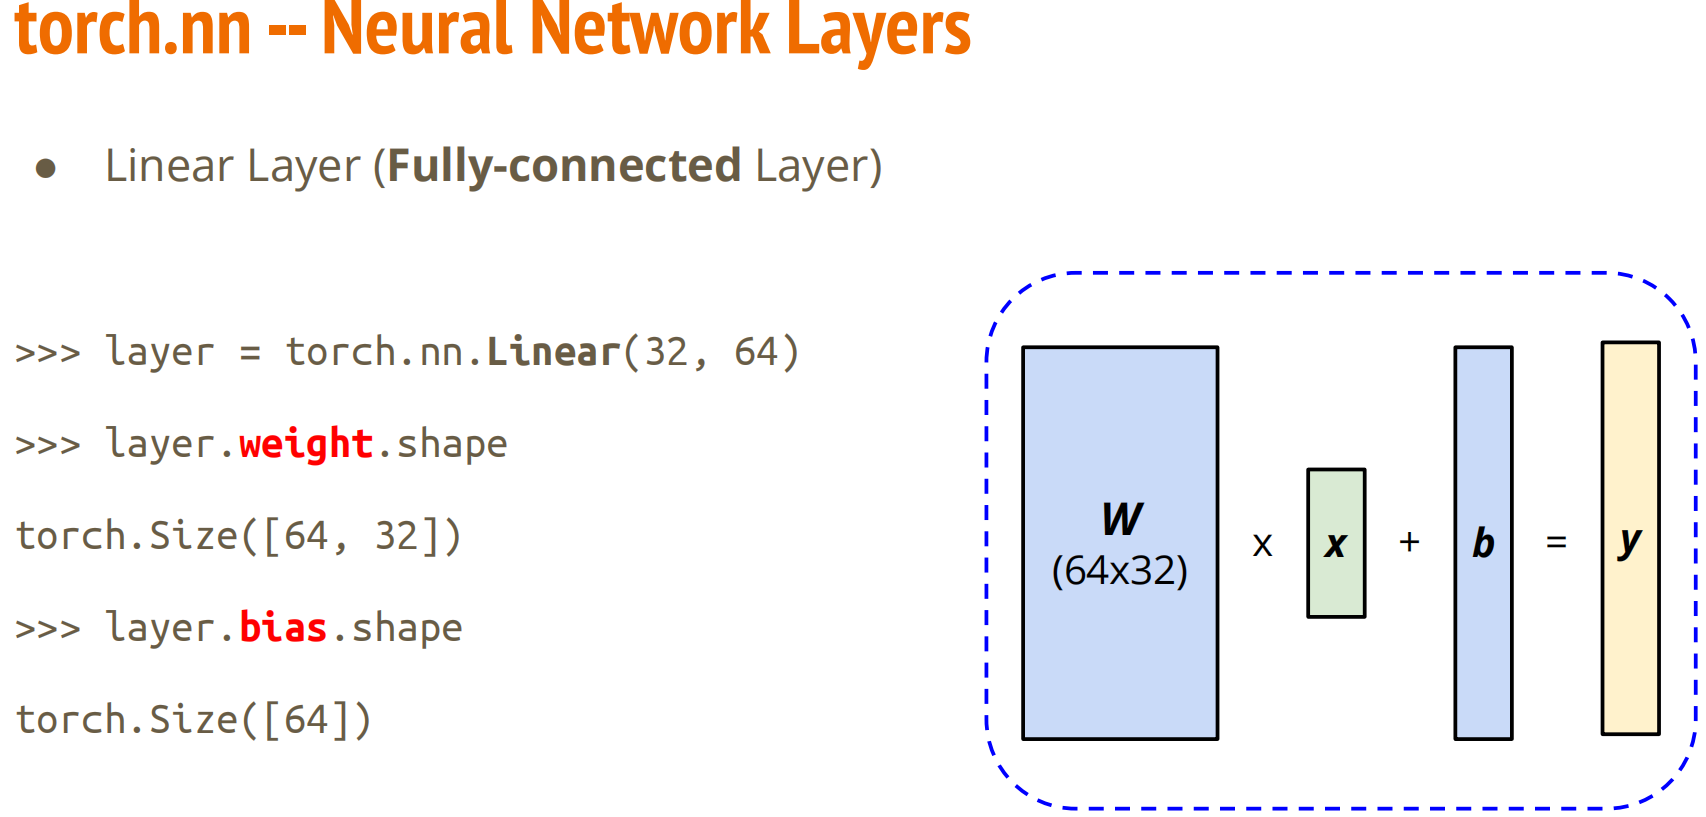 torch.nn -- Neural Network Layers
● Linear Layer (Fully-connected Layer)
>>> layer = torch.nn.Linear(32, 64)
>>> layer.weight.shape
torch.Size([64, 32])
>>> layer.bias.shape
torch.Size([64])
W
(64x32)
x x + b = y